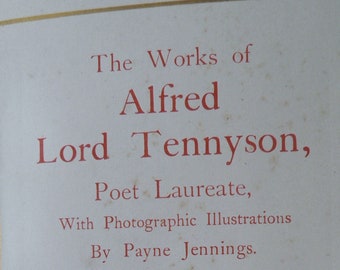 The Works of
Alfred
Lord Tennyson,
Poet Laureate,
With Photographic Illustrations
By Payne Jennings.